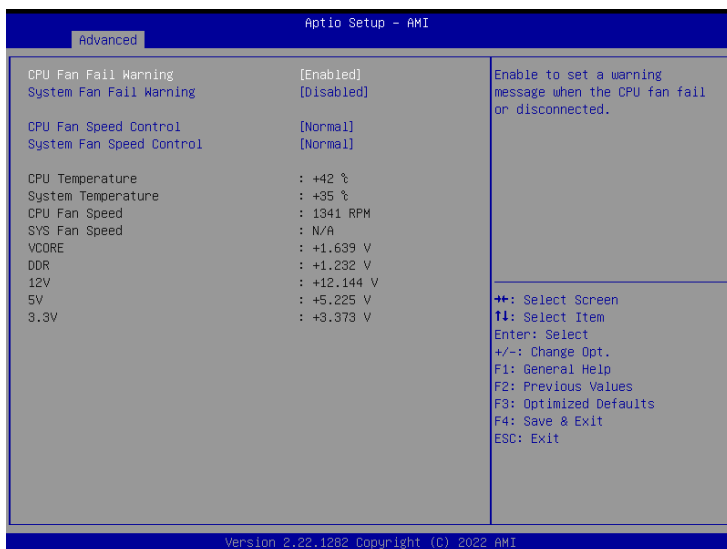 Aptio Setup – AMI
Advanced
CPU Fan Fail Warning [Enabled]
System Fan Fail Warning [Disabled]
CPU Fan Speed Control [Normal]
System Fan Speed Control [Normal]
CPU Temperature : +42 ℃
System Temperature : +35 ℃
CPU Fan Speed : 1341 RPM
SYS Fan Speed : N/A
VCORE : +1.639 V
DDR : +1.232 V
12V : +12.144 V
5V : +5.225 V
3.3V : +3.373 V
Enable to set a warning
message when the CPU fan fail
or disconnected.
→←: Select Screen
↑↓: Select Item
Enter: Select
+/-: Change Opt.
F1: General Help
F2: Previous Values
F3: Optimized Defaults
F4: Save & Exit
ESC: Exit
Version 2.22.1282 Copyright (C) 2022 AMI